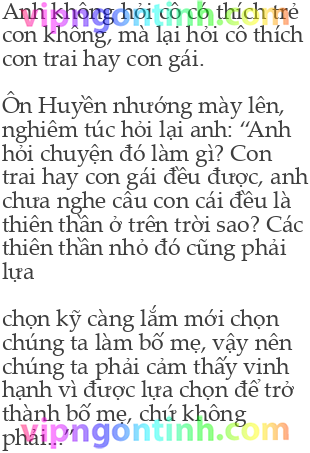 Anh không hỏi cô có thích trẻ
vipngontinh.com
con không, mà lại hỏi cô thích
con trai hay con gái.
Ôn Huyền nhướng mày lên,
nghiêm túc hỏi lại anh: “Anh
hỏi chuyện đó làm gì? Con
trai hay con gái đều được, anh
chưa nghe câu con cái đều là
thiên thần ở trên trời sao? Các
thiên thần nhỏ đó cũng phải
lựa
chọn kỹ càng lắm mới chọn
chúng ta làm bố mẹ, vậy nên
chúng ta phải cảm thấy vinh
hạnh vì được lựa chọn để trở
thành bố mẹ, chứ không
vipngontinh.com
phải...”